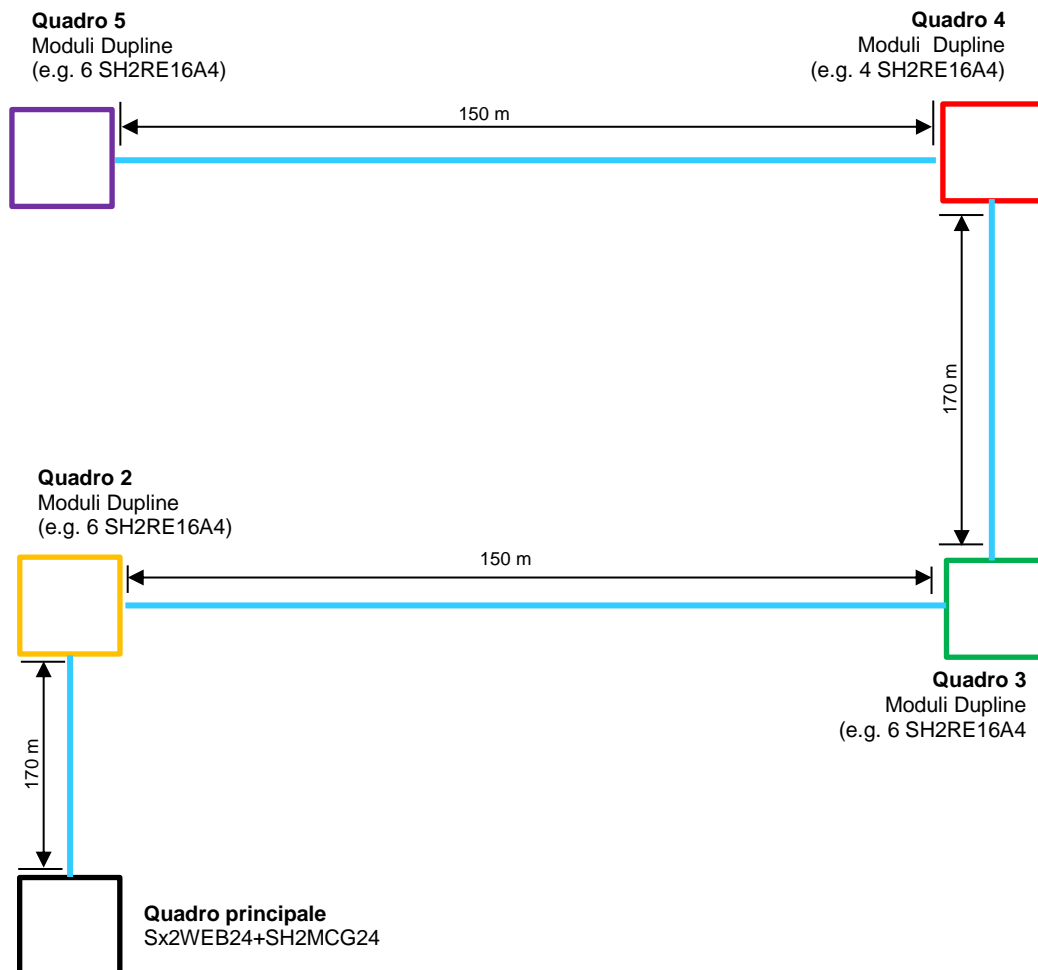 Quadro 5
Moduli Dupline
(e.g. 6 SH2RE16A4)
Quadro 4
Moduli Dupline
(e.g. 4 SH2RE16A4)
150 m
170 m
Quadro 2
Moduli Dupline
(e.g. 6 SH2RE16A4)
150 m
Quadro 3
Moduli Dupline
(e.g. 6 SH2RE16A4
170 m
Quadro principale
Sx2WEB24+SH2MCG24